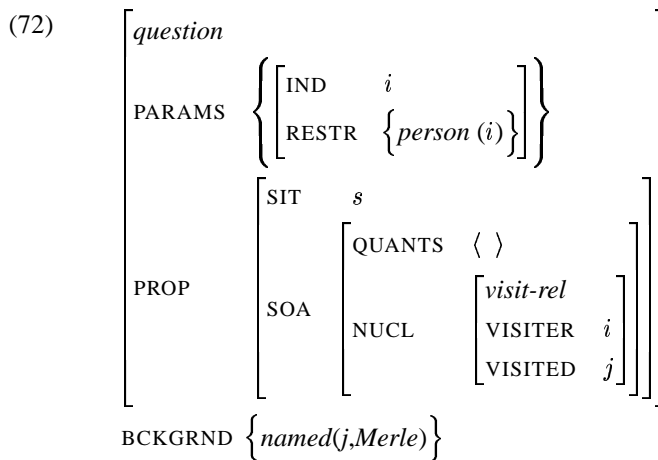 (72)
question
PARAMS { [ IND i
RESTR {person (i)} ] }
SIT s
QUANTS ⟨ ⟩
PROP
SOA
visit-rel
NUCL VISITER i
VISITED j
BCKGRND {named(j,Merle)}